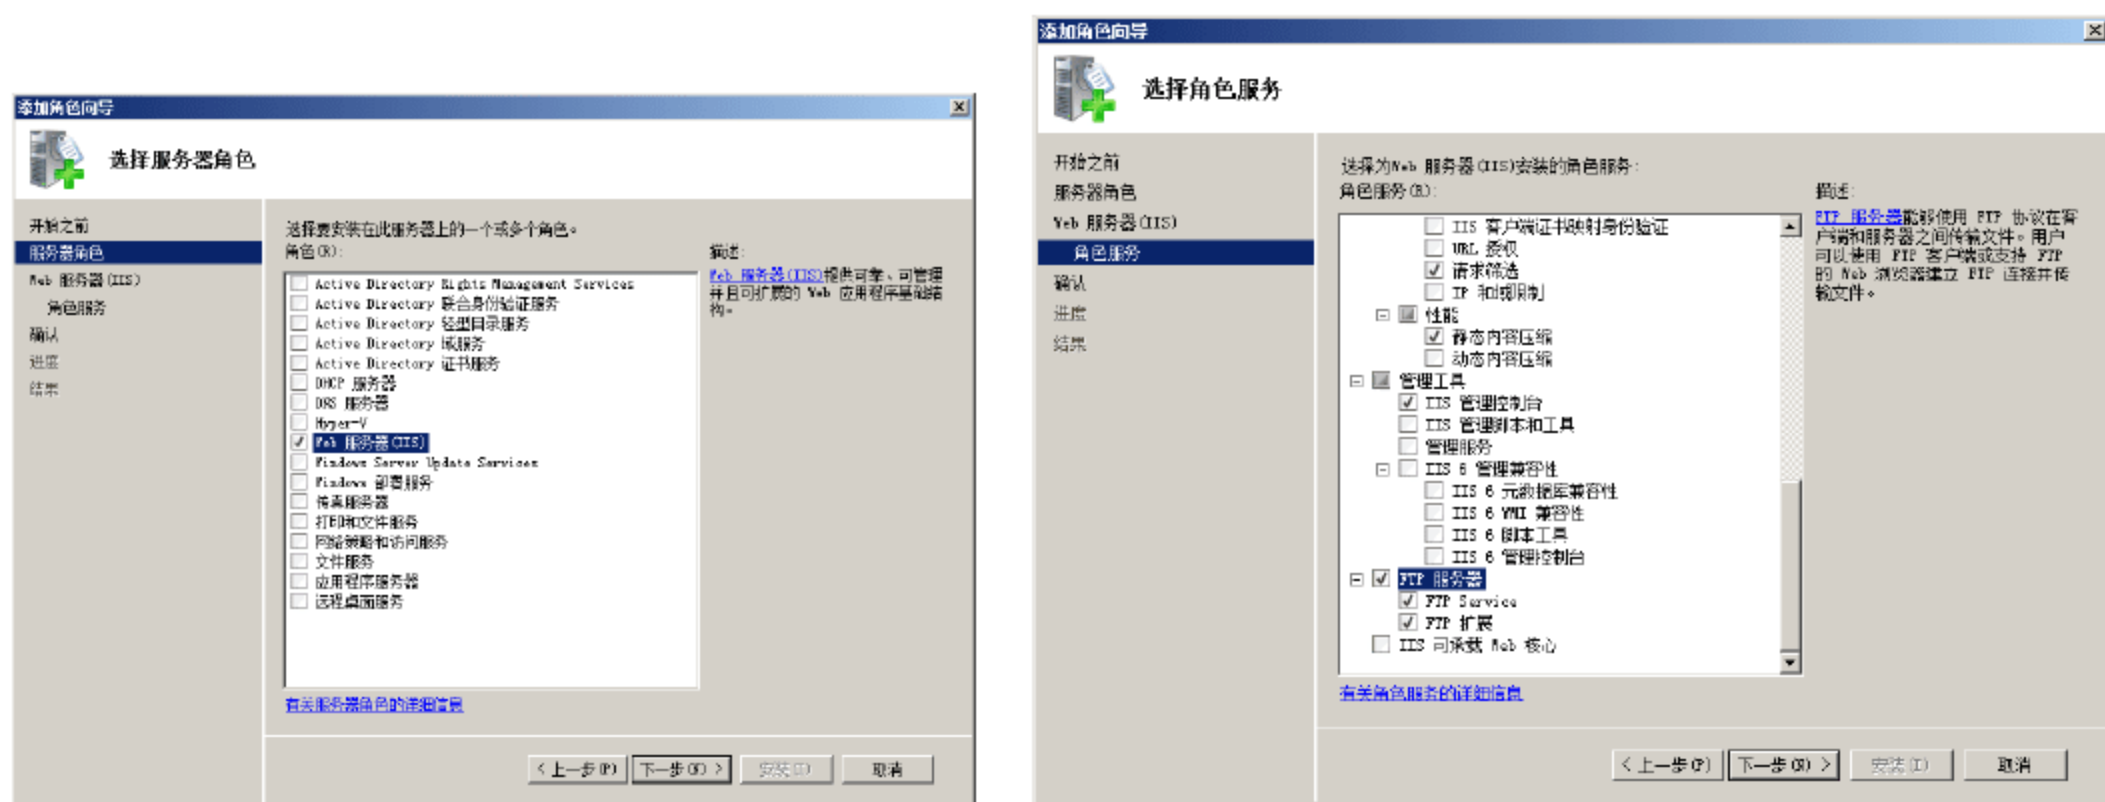 添加角色向导
选择服务器角色
开始之前
服务器角色
Web 服务器(IIS)
角色服务
确认
进度
结果
选择要安装在此服务器上的一个或多个角色。
角色(R):
Active Directory Rights Management Services
Active Directory 联合身份验证服务
Active Directory 轻型目录服务
Active Directory 域服务
Active Directory 证书服务
DHCP 服务器
DNS 服务器
Hyper-V
Web 服务器(IIS)
Windows Server Update Services
Windows 部署服务
传真服务器
打印和文件服务
网络策略和访问服务
文件服务
应用程序服务器
远程桌面服务
有关服务器角色的详细信息
描述:
Web 服务器(IIS)提供可靠、可管理
并且可扩展的 Web 应用程序基础结
构。
< 上一步(P)
下一步(N) >
安装(I)
取消
添加角色向导
选择角色服务
开始之前
服务器角色
Web 服务器(IIS)
角色服务
确认
进度
结果
选择为Web 服务器(IIS)安装的角色服务:
角色服务(R):
IIS 客户端证书映射身份验证
URL 授权
请求筛选
IP 和域限制
性能
静态内容压缩
动态内容压缩
管理工具
IIS 管理控制台
IIS 管理脚本和工具
管理服务
IIS 6 管理兼容性
IIS 6 元数据库兼容性
IIS 6 WMI 兼容性
IIS 6 脚本工具
IIS 6 管理控制台
FTP 服务器
FTP Service
FTP 扩展
IIS 可承载 Web 核心
有关角色服务的详细信息
描述:
FTP 服务器能够使用 FTP 协议在客
户端和服务器之间传输文件。用户
可以使用 FTP 客户端或支持 FTP
的 Web 浏览器建立 FTP 连接并传
输文件。
< 上一步(P)
下一步(N) >
安装(I)
取消